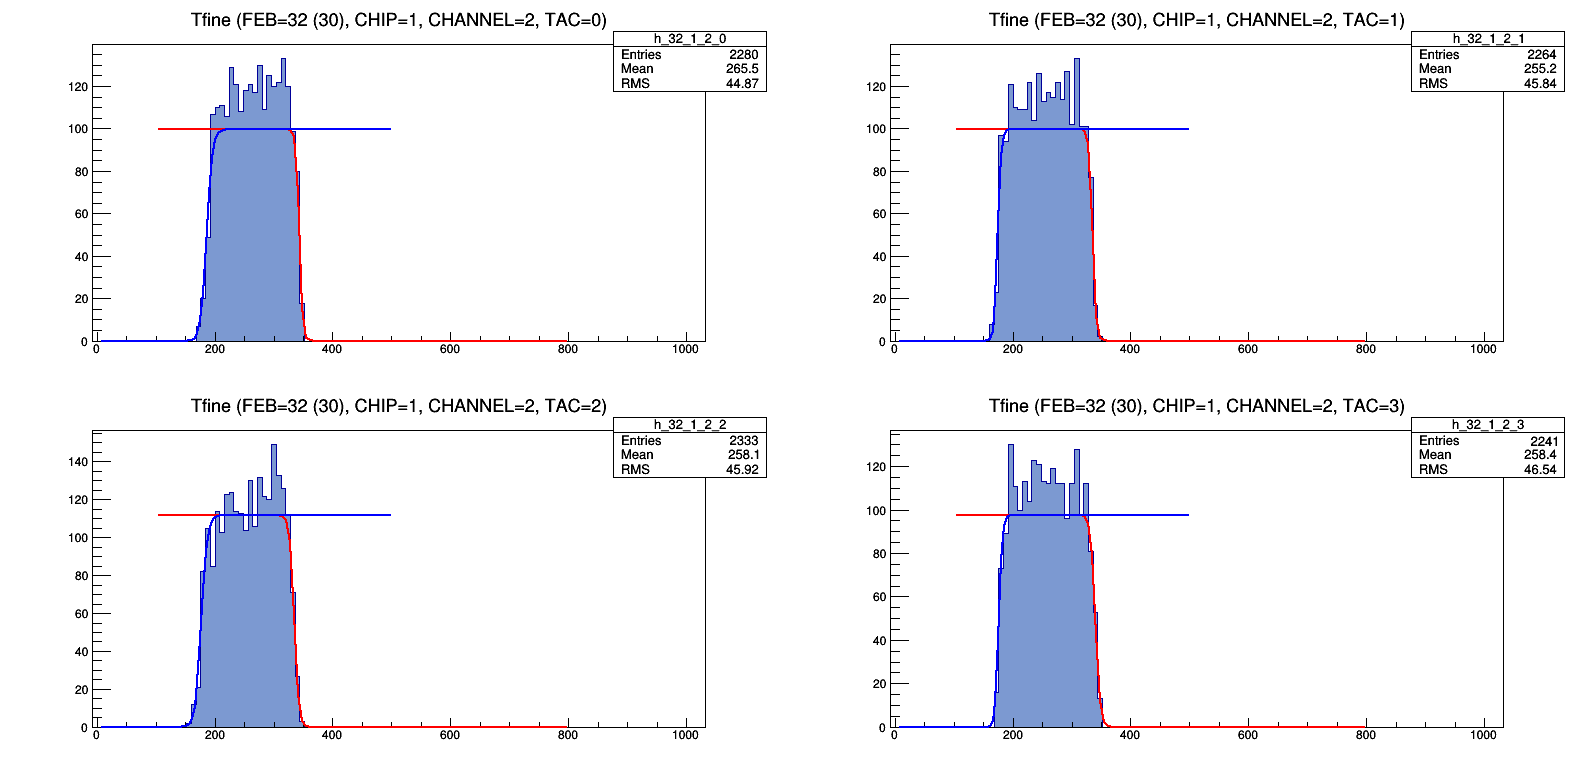 Tfine (FEB=32 (30), CHIP=1, CHANNEL=2, TAC=0)
h_32_1_2_0
Entries 2280
Mean 265.5
RMS 44.87
120
100
80
60
40
20
0
0 200 400 600 800 1000
Tfine (FEB=32 (30), CHIP=1, CHANNEL=2, TAC=1)
h_32_1_2_1
Entries 2264
Mean 255.2
RMS 45.84
120
100
80
60
40
20
0
0 200 400 600 800 1000
Tfine (FEB=32 (30), CHIP=1, CHANNEL=2, TAC=2)
h_32_1_2_2
Entries 2333
Mean 258.1
RMS 45.92
140
120
100
80
60
40
20
0
0 200 400 600 800 1000
Tfine (FEB=32 (30), CHIP=1, CHANNEL=2, TAC=3)
h_32_1_2_3
Entries 2241
Mean 258.4
RMS 46.54
120
100
80
60
40
20
0
0 200 400 600 800 1000